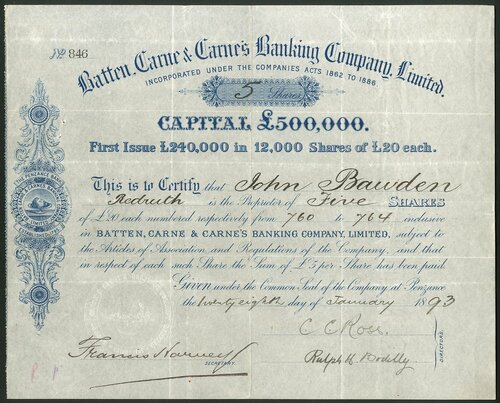 No 846
Batten, Carne & Carne's Banking Company, Limited.
INCORPORATED UNDER THE COMPANIES ACTS 1862 TO 1886
5 Shares
CAPITAL £500,000.
First Issue £240,000 in 12,000 Shares of £20 each.
This is to Certify that John Bawden
Redruth is the Proprietor of Five SHARES
of £20 each numbered respectively from 760 to 764 inclusive
in BATTEN, CARNE & CARNE'S BANKING COMPANY, LIMITED, subject to
the Articles of Association and Regulations of the Company, and that
in respect of each such Share the Sum of £5 per Share has been paid.
Given under the Common Seal of the Company at Penzance
the twenty eighth day of January 1893
C C Ross
Francis Harvey
SECRETARY.
Ralph H.
DIRECTORS.